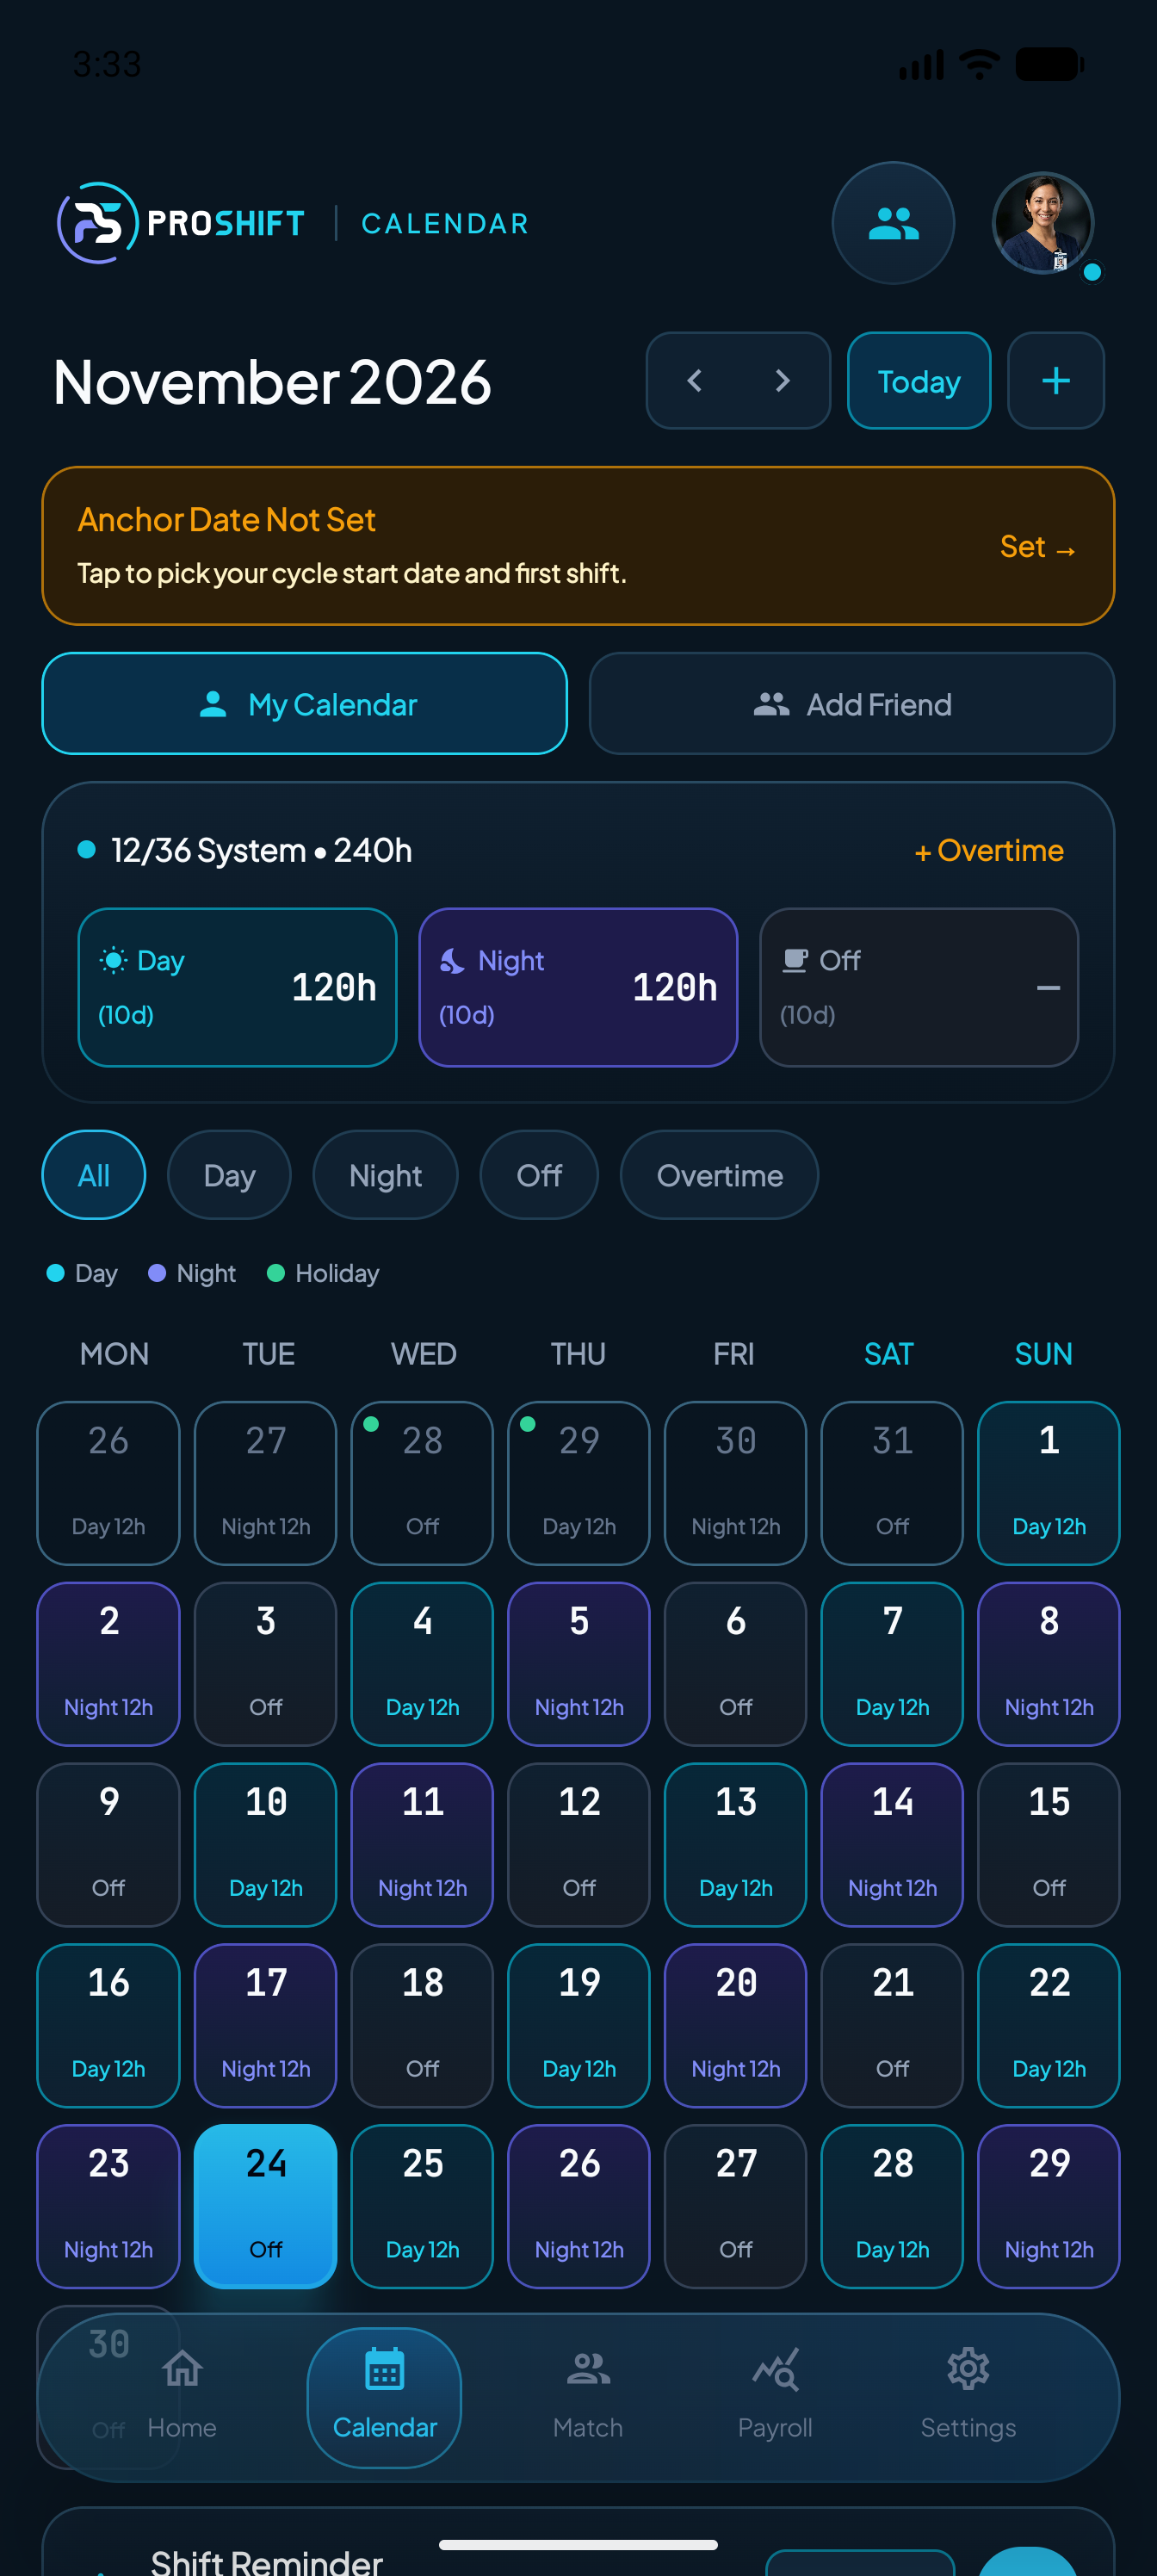 3:33
PS PROSHIFT CALENDAR
November 2026 Today +
Anchor Date Not Set
Tap to pick your cycle start date and first shift.
Set →
My Calendar Add Friend
12/36 System • 240h + Overtime
Day (10d) 120h
Night (10d) 120h
Off (10d) –
All Day Night Off Overtime
Day Night Holiday
MON TUE WED THU FRI SAT SUN
26 27 28 29 30 31 1
Day 12h Night 12h Off Day 12h Night 12h Off Day 12h
2 3 4 5 6 7 8
Night 12h Off Day 12h Night 12h Off Day 12h Night 12h
9 10 11 12 13 14 15
Off Day 12h Night 12h Off Day 12h Night 12h Off
16 17 18 19 20 21 22
Day 12h Night 12h Off Day 12h Night 12h Off Day 12h
23 24 25 26 27 28 29
Night 12h Off Day 12h Night 12h Off Day 12h Night 12h
30
Off
Home Calendar Match Payroll Settings
Shift Reminder